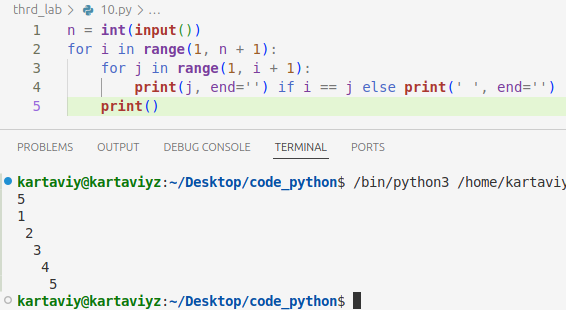 thrd_lab > 10.py > ...
1 n = int(input())
2 for i in range(1, n + 1):
3     for j in range(1, i + 1):
4         print(j, end='') if i == j else print(' ', end='')
5     print()
PROBLEMS OUTPUT DEBUG CONSOLE TERMINAL PORTS
kartaviy@kartaviyz:~/Desktop/code_python$ /bin/python3 /home/kartaviy
5
1
 2
  3
   4
    5
kartaviy@kartaviyz:~/Desktop/code_python$